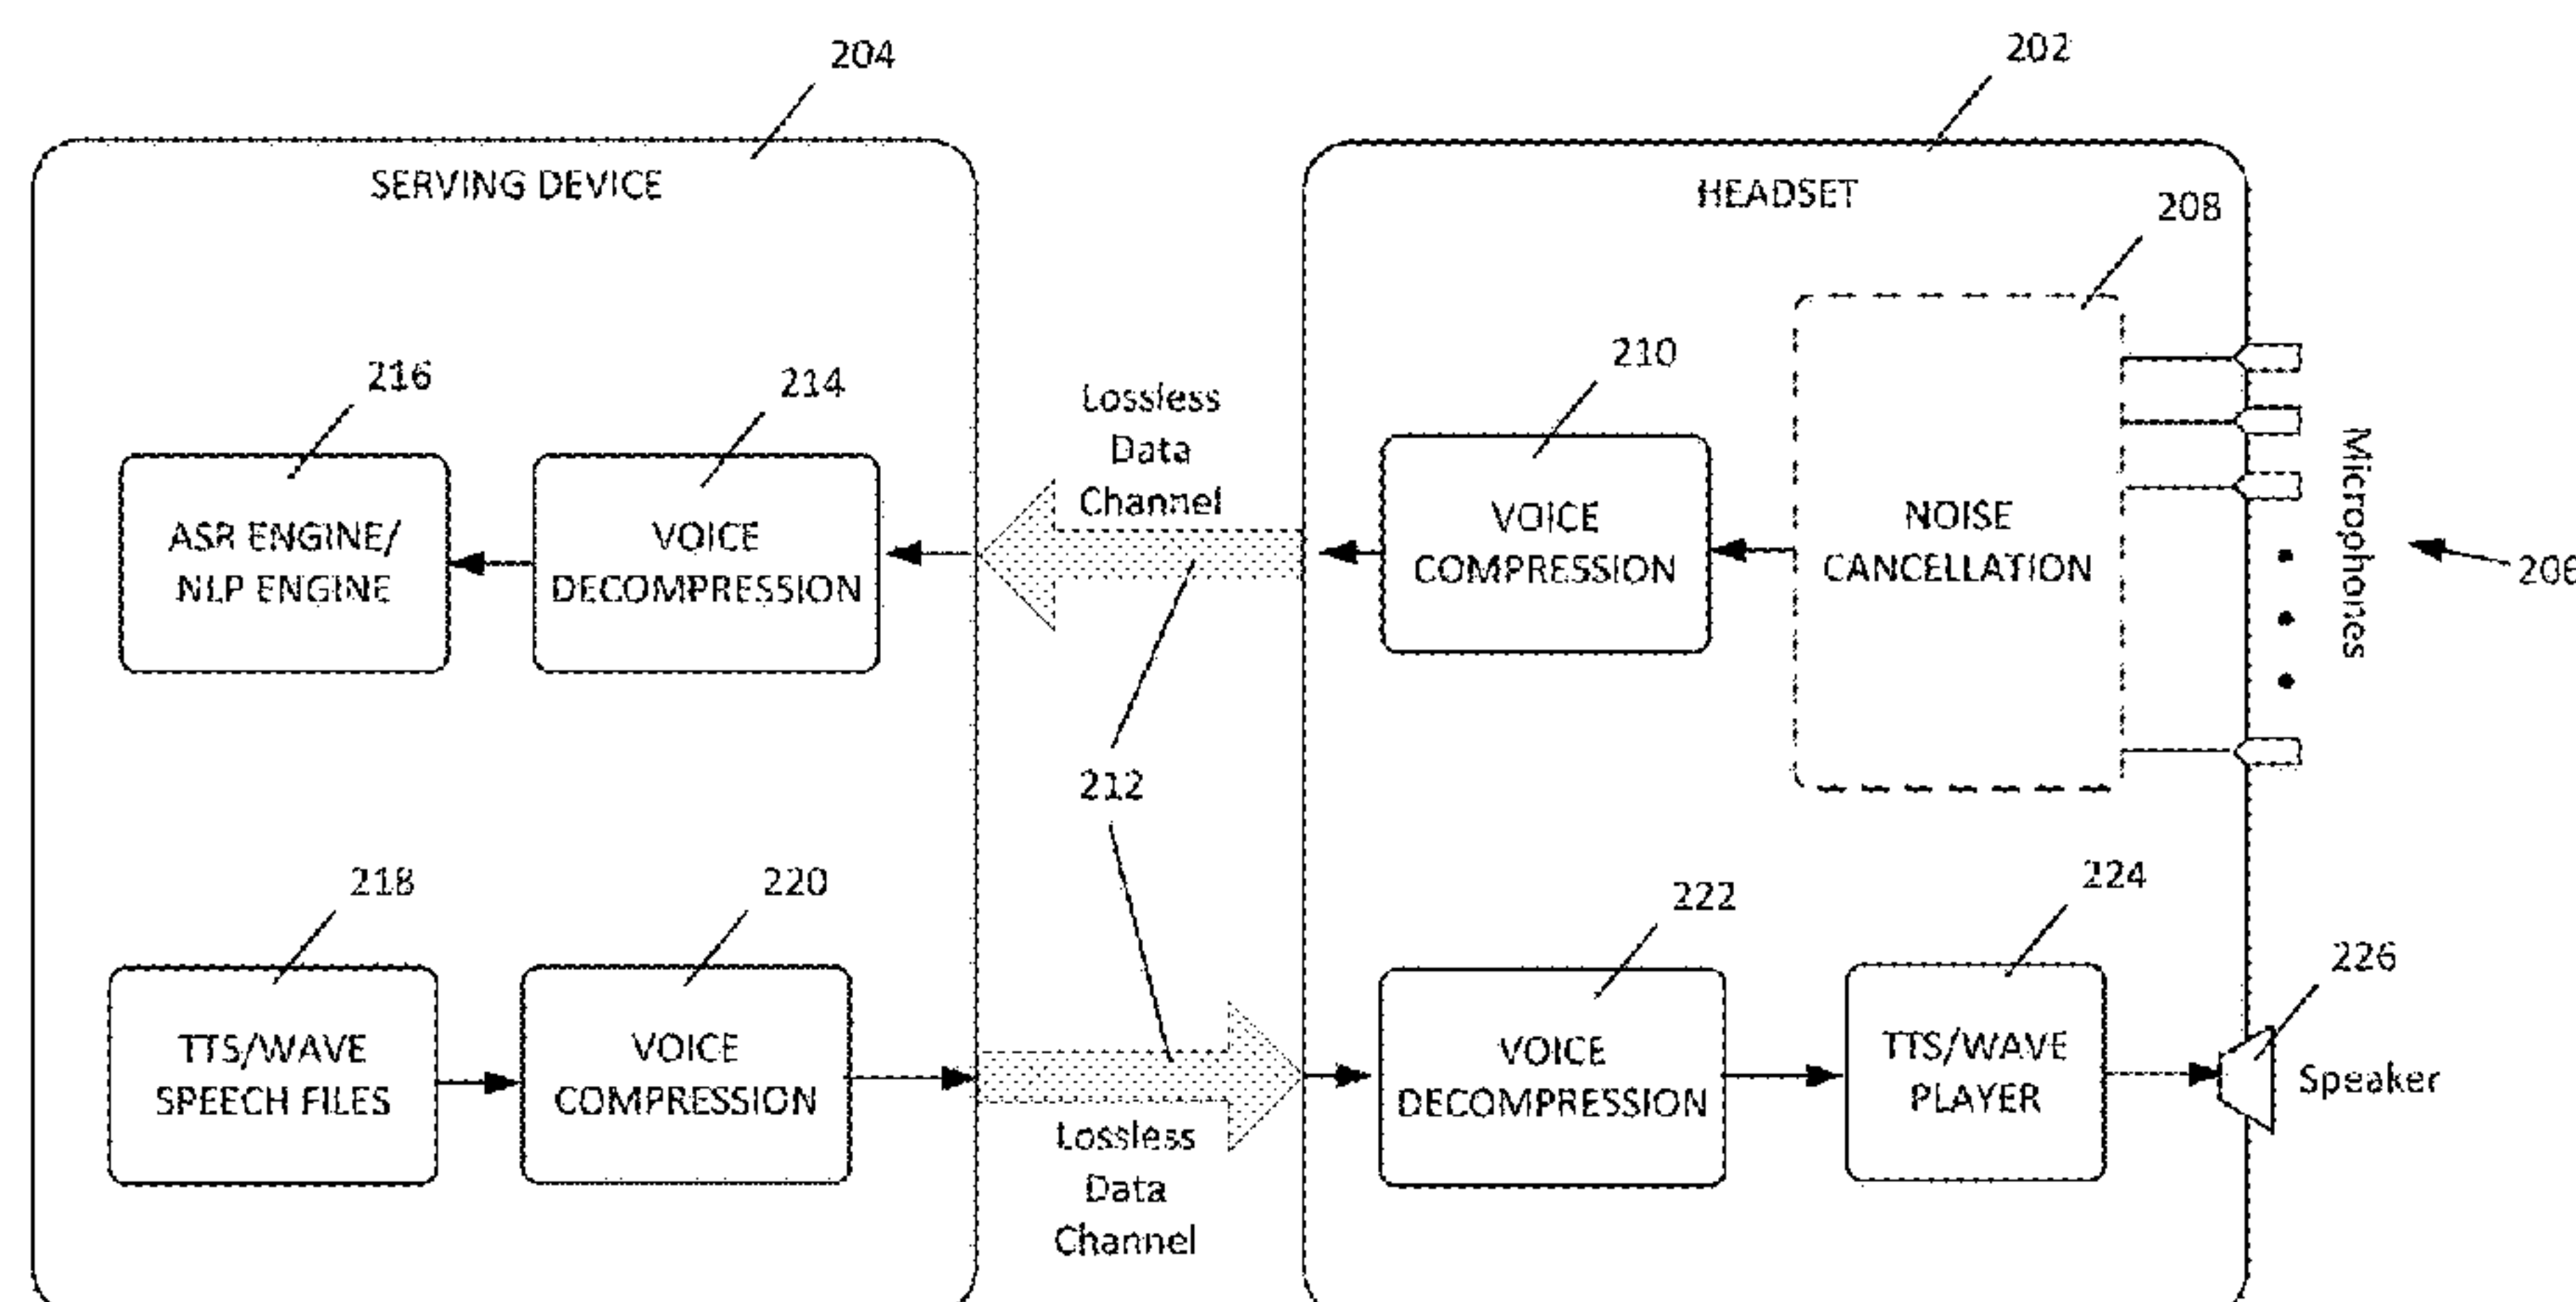 204
202
SERVING DEVICE
HEADSET
208
216
214
210
Lossless
Data
Channel
ASR ENGINE/
NLP ENGINE
VOICE
DECOMPRESSION
VOICE
COMPRESSION
NOISE
CANCELLATION
Microphones
206
212
218
220
222
224
226
TTS/WAVE
SPEECH FILES
VOICE
COMPRESSION
VOICE
DECOMPRESSION
TTS/WAVE
PLAYER
Speaker
Lossless
Data
Channel